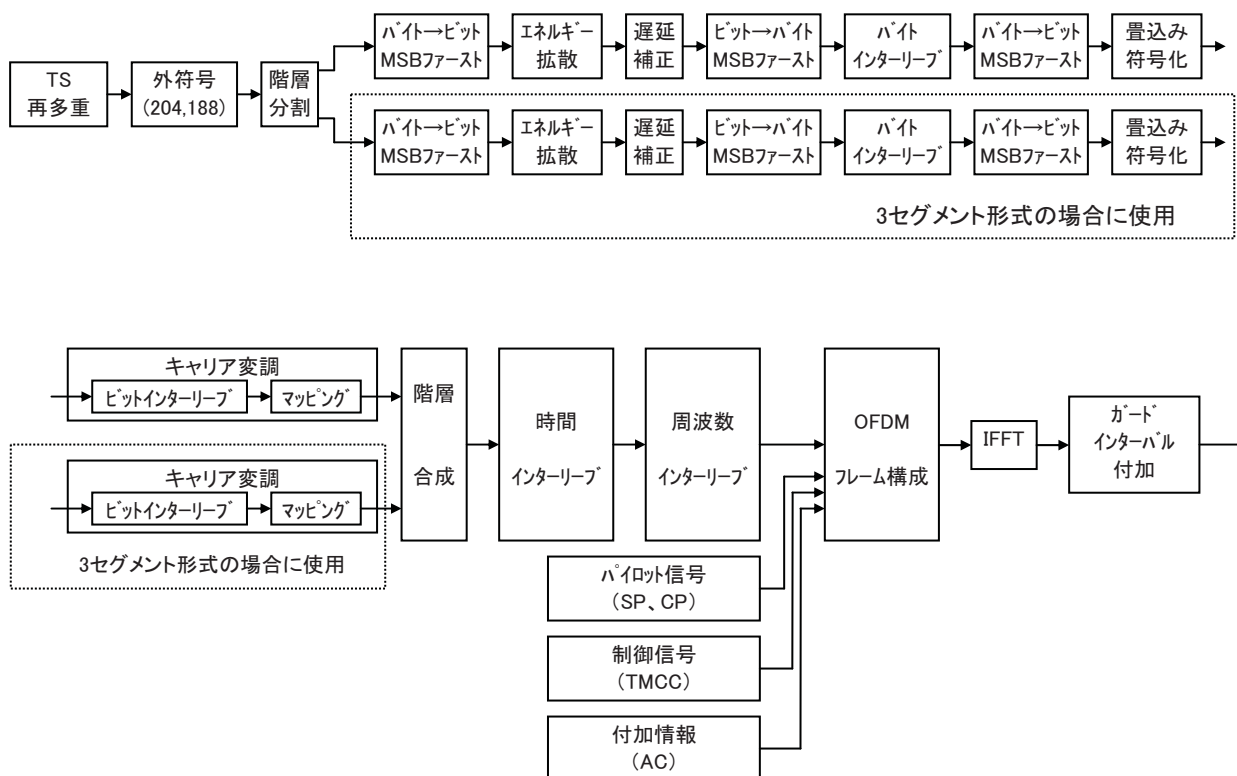 TS
再多重
外符号
(204,188)
階層
分割
バイト→ビット
MSBファースト
エネルギー
拡散
遅延
補正
ビット→バイト
MSBファースト
バイト
インターリーブ
バイト→ビット
MSBファースト
畳込み
符号化
バイト→ビット
MSBファースト
エネルギー
拡散
遅延
補正
ビット→バイト
MSBファースト
バイト
インターリーブ
バイト→ビット
MSBファースト
畳込み
符号化
3セグメント形式の場合に使用
キャリア変調
ビットインターリーブ
マッピング
キャリア変調
ビットインターリーブ
マッピング
3セグメント形式の場合に使用
階層
合成
時間
インターリーブ
周波数
インターリーブ
OFDM
フレーム構成
IFFT
ガード
インターバル
付加
パイロット信号
(SP、CP)
制御信号
(TMCC)
付加情報
(AC)